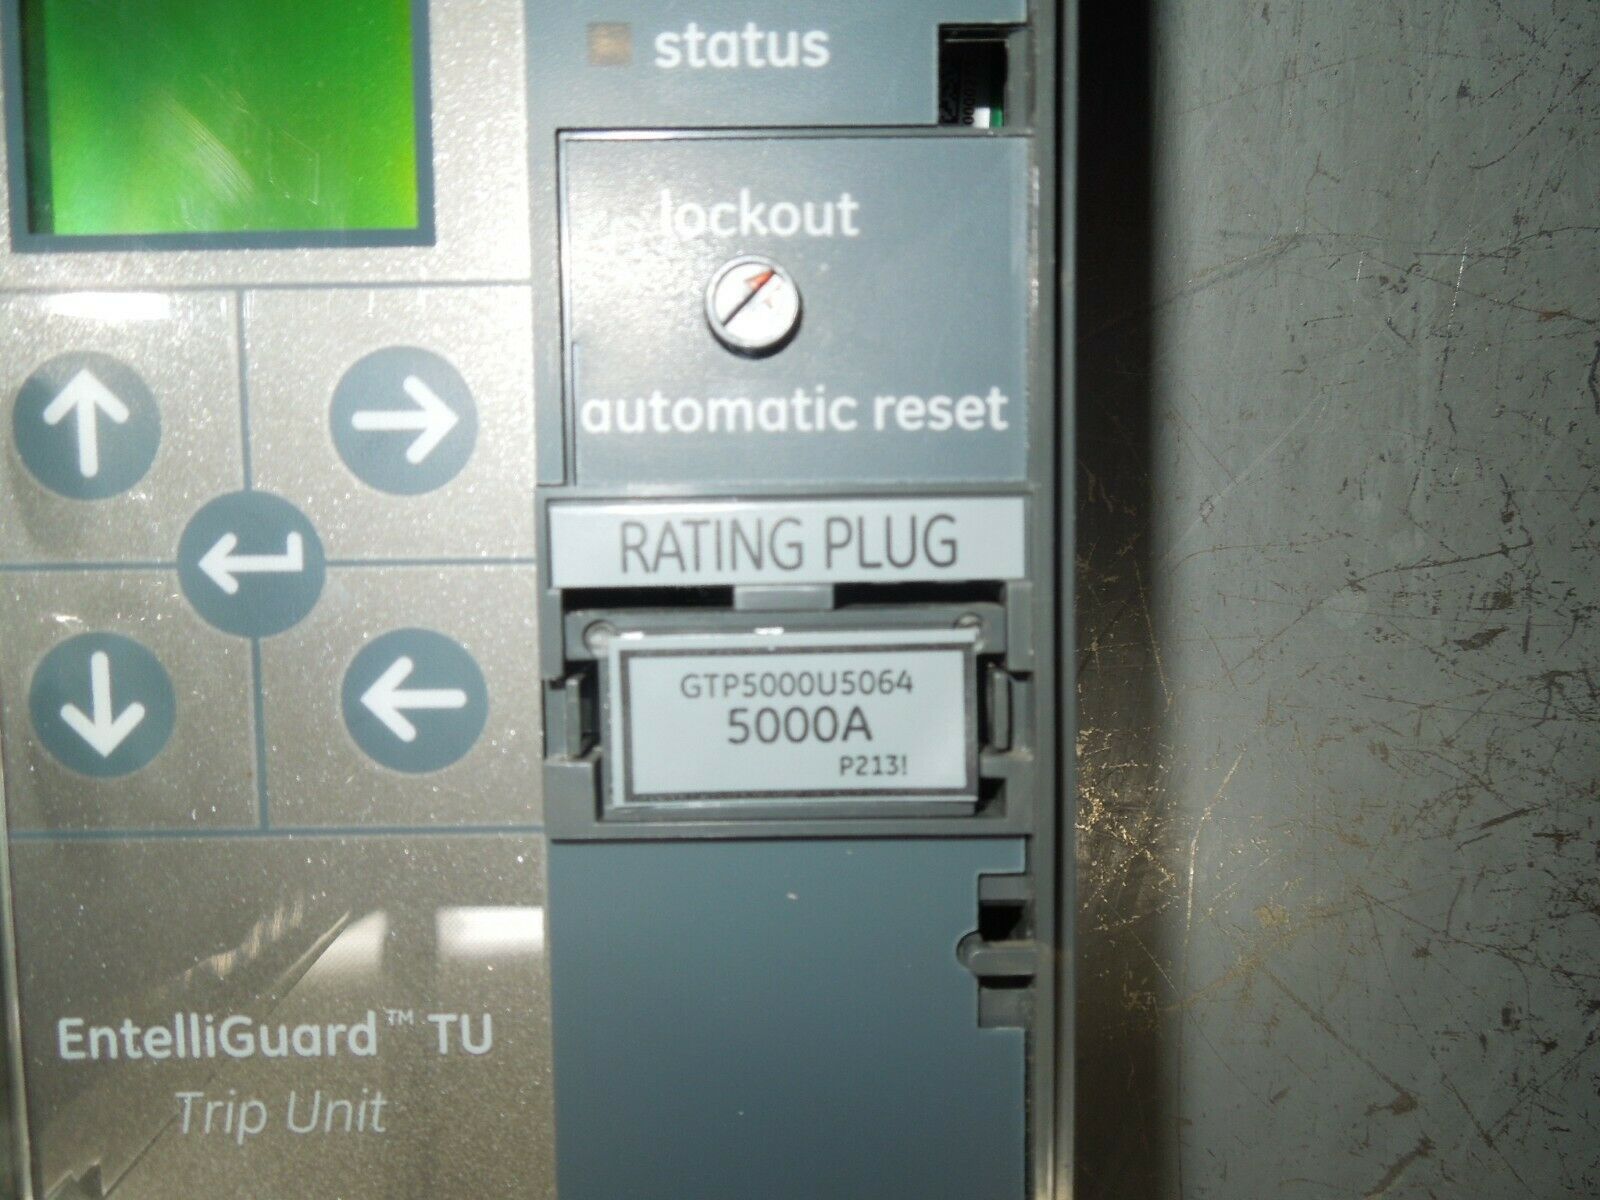 status
lockout
automatic reset
RATING PLUG
GTP5000U5064
5000A
P213!
EntelliGuard™ TU
Trip Unit